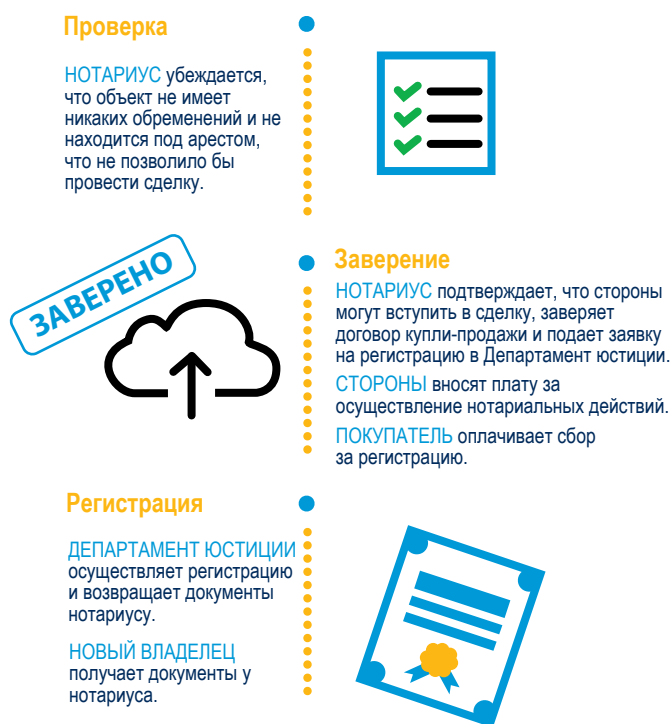 Проверка
НОТАРИУС убеждается,
что объект не имеет
никаких обременений и не
находится под арестом,
что не позволило бы
провести сделку.
ЗАВЕРЕНО
Заверение
НОТАРИУС подтверждает, что стороны
могут вступить в сделку, заверяет
договор купли-продажи и подает заявку
на регистрацию в Департамент юстиции.
СТОРОНЫ вносят плату за
осуществление нотариальных действий.
ПОКУПАТЕЛЬ оплачивает сбор
за регистрацию.
Регистрация
ДЕПАРТАМЕНТ ЮСТИЦИИ
осуществляет регистрацию
и возвращает документы
нотариусу.
НОВЫЙ ВЛАДЕЛЕЦ
получает документы у
нотариуса.